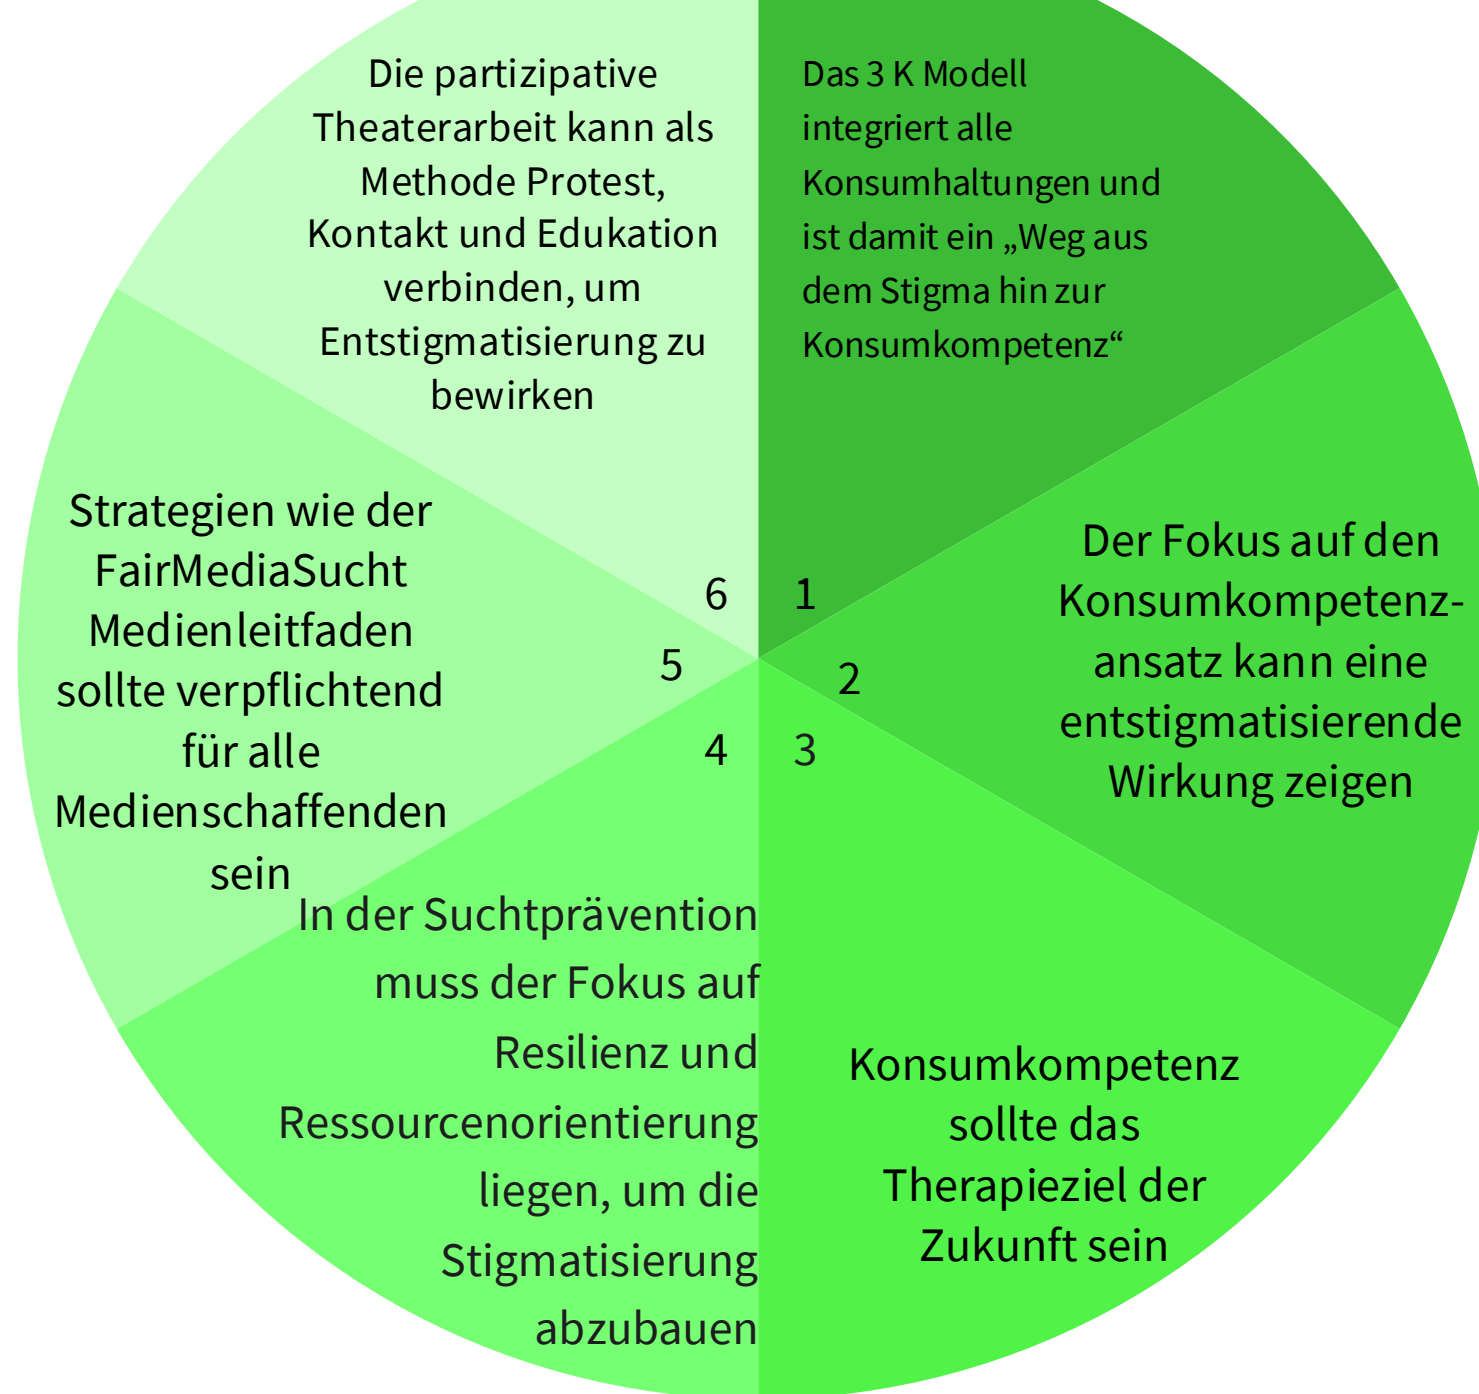 Das 3 K Modell
integriert alle
Konsumhaltungen und
ist damit ein „Weg aus
dem Stigma hin zur
Konsumkompetenz“
1
Der Fokus auf den
Konsumkompetenz-
ansatz kann eine
entstigmatisierende
Wirkung zeigen
2
3
Konsumkompetenz
sollte das
Therapieziel der
Zukunft sein
4
In der Suchtprävention
muss der Fokus auf
Resilienz und
Ressourcenorientierung
liegen, um die
Stigmatisierung
abzubauen
5
Strategien wie der
FairMediaSucht
Medienleitfaden
sollte verpflichtend
für alle
Medienschaffenden
sein
6
Die partizipative
Theaterarbeit kann als
Methode Protest,
Kontakt und Edukation
verbinden, um
Entstigmatisierung zu
bewirken